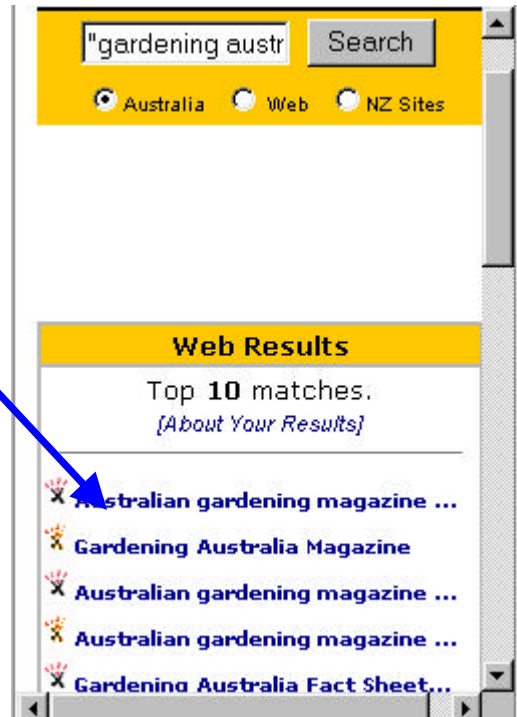 "gardening austr Search
Australia Web NZ Sites
Web Results
Top 10 matches.
[About Your Results]
Australian gardening magazine ...
Gardening Australia Magazine
Australian gardening magazine ...
Australian gardening magazine ...
Gardening Australia Fact Sheet...